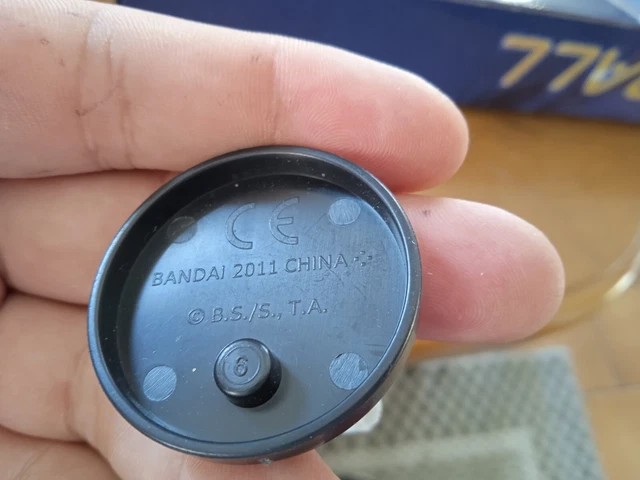 CE
BANDAI 2011 CHINA
© B.S./S., T.A.
6